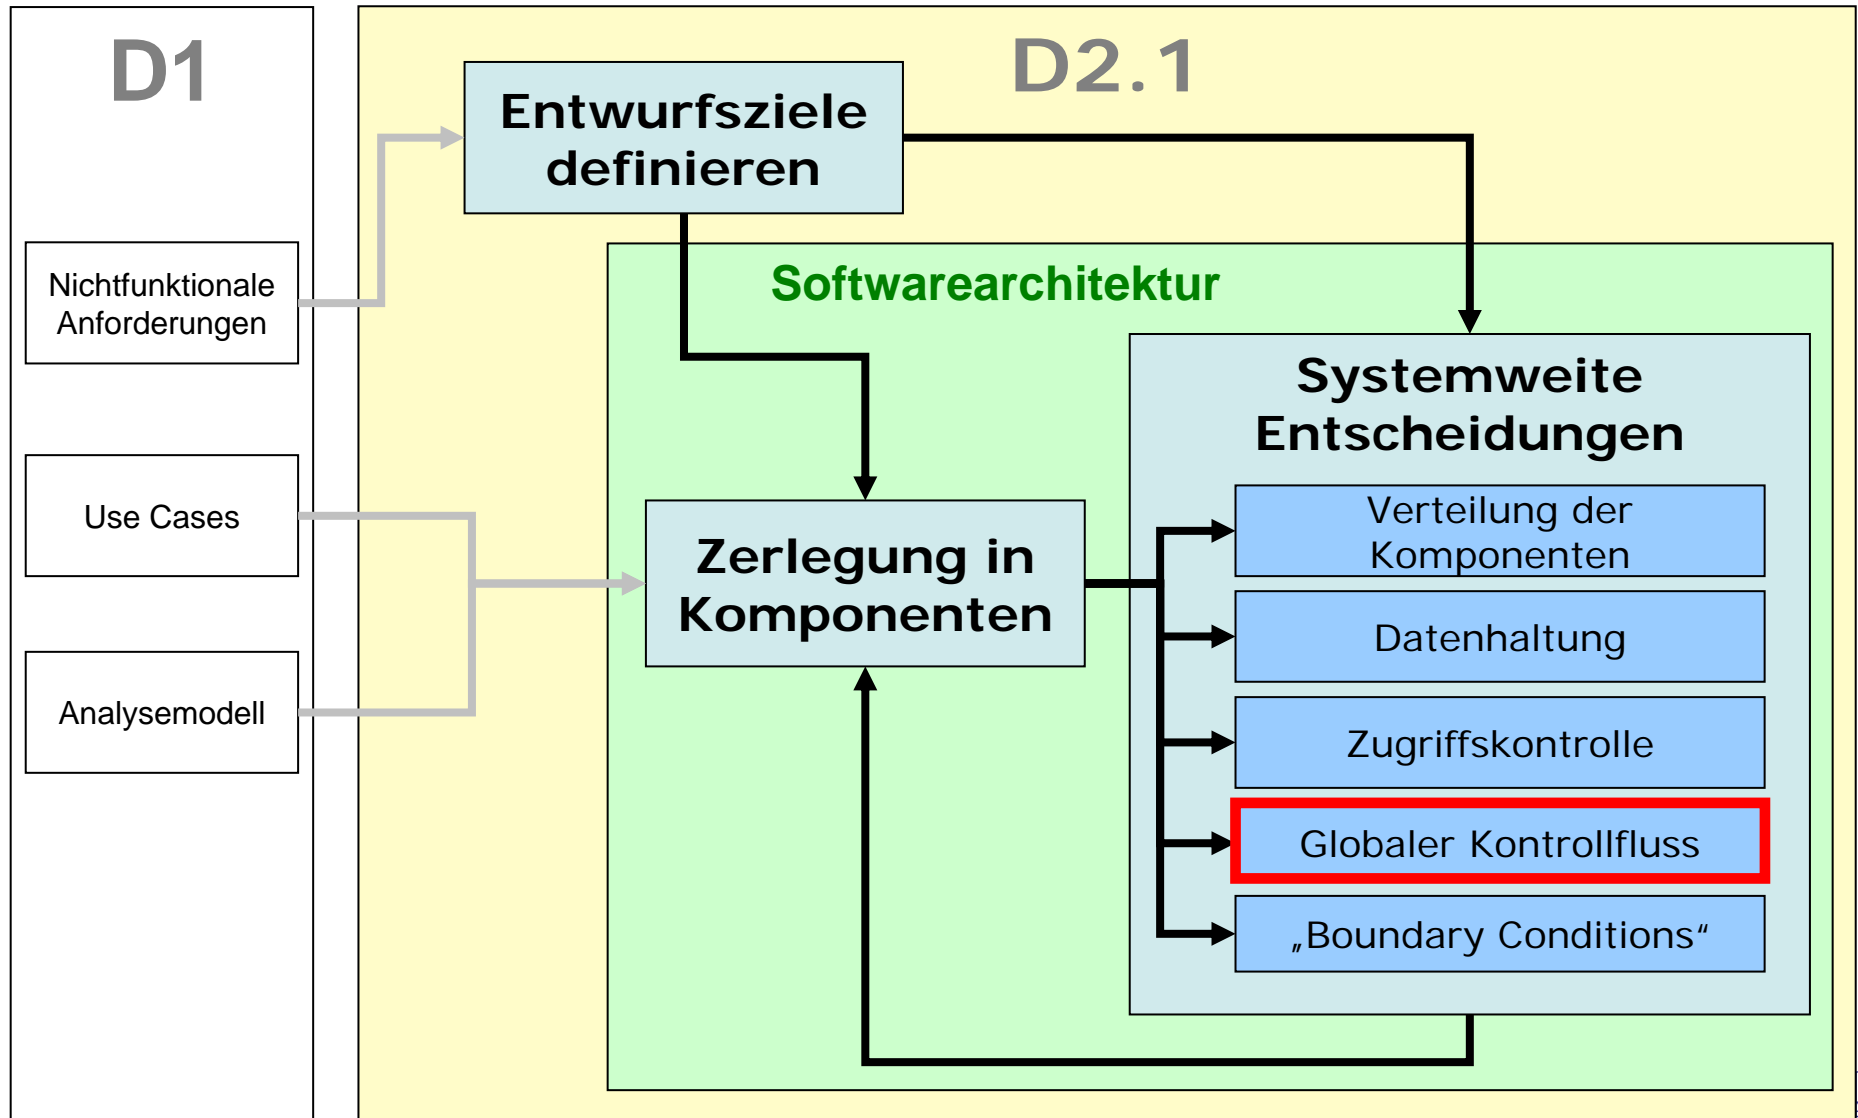 D1
Nichtfunktionale
Anforderungen
Use Cases
Analysemodell
D2.1
Entwurfsziele
definieren
Softwarearchitektur
Zerlegung in
Komponenten
Systemweite
Entscheidungen
Verteilung der
Komponenten
Datenhaltung
Zugriffskontrolle
Globaler Kontrollfluss
„Boundary Conditions“